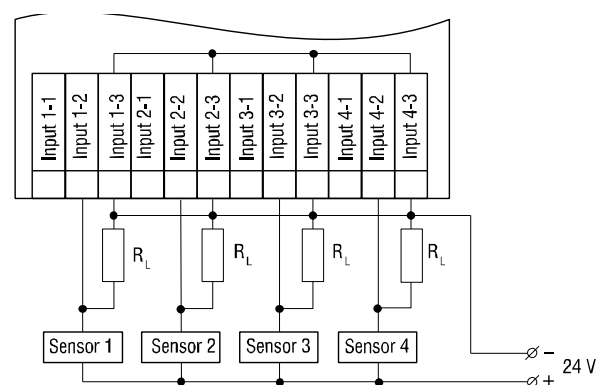 Input 1-1
Input 1-2
Input 1-3
Input 2-1
Input 2-2
Input 2-3
Input 3-1
Input 3-2
Input 3-3
Input 4-1
Input 4-2
Input 4-3
RL
RL
RL
RL
Sensor 1
Sensor 2
Sensor 3
Sensor 4
–
24 V
+